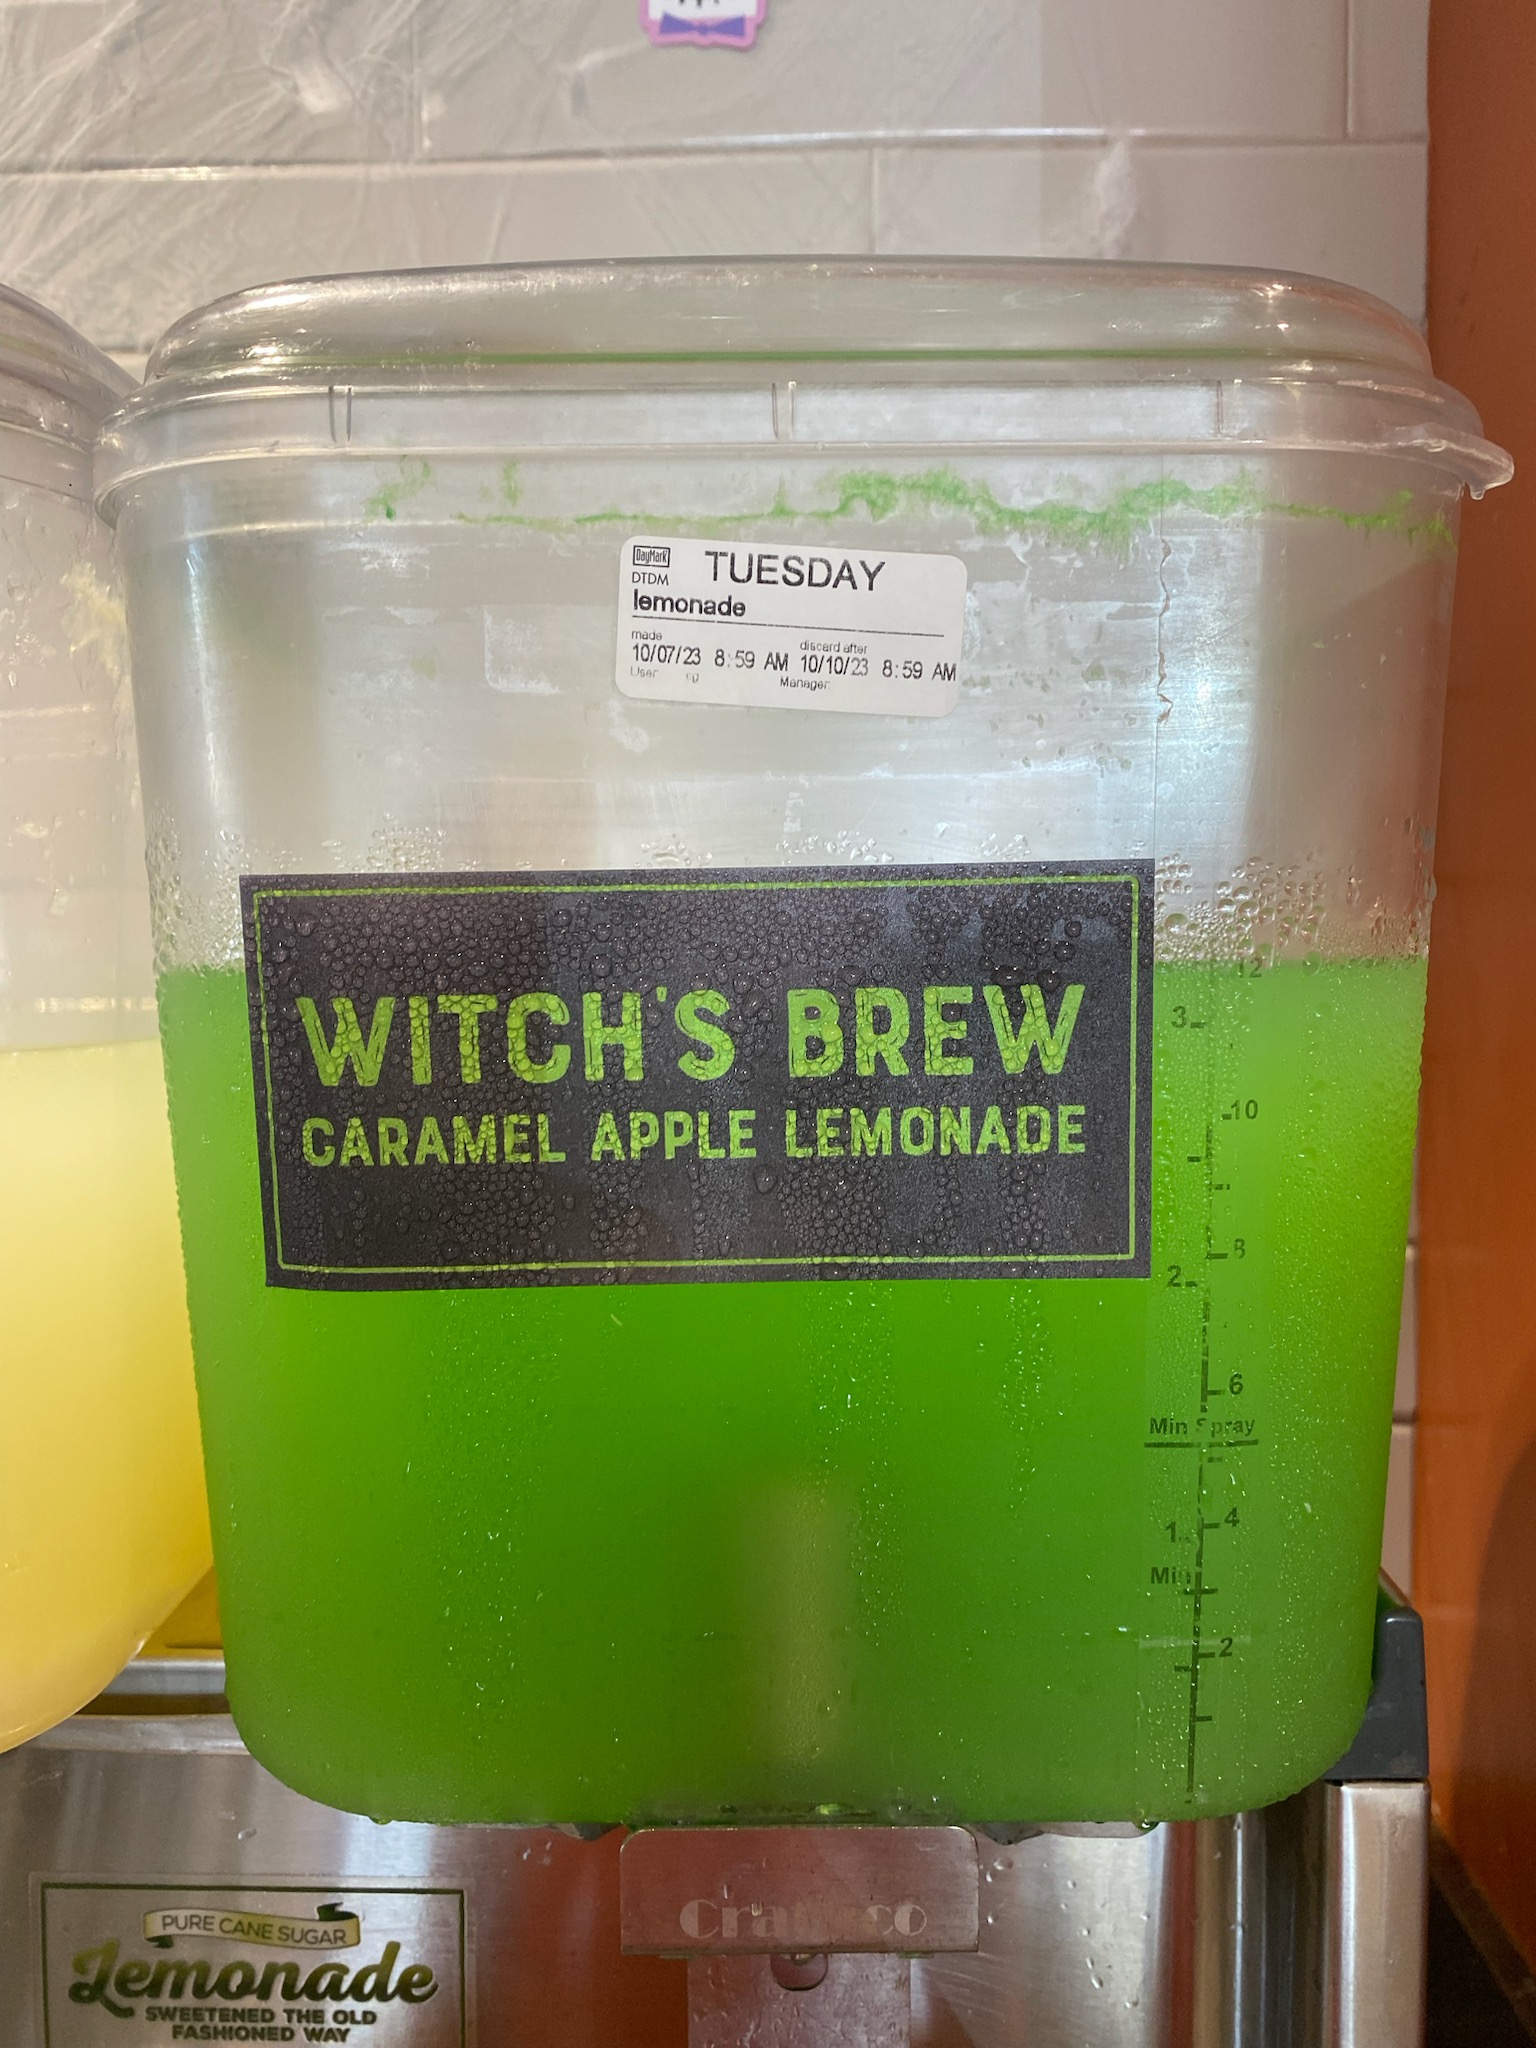 DayMark
DTDM
TUESDAY
lemonade
made
discard after
10/07/23 8:59 AM 10/10/23 8:59 AM
User
Manager
WITCH'S BREW
CARAMEL APPLE LEMONADE
12
3
10
8
2
6
Min Spray
4
1
Min
2
Crathco
PURE CANE SUGAR
Lemonade
SWEETENED THE OLD
FASHIONED WAY